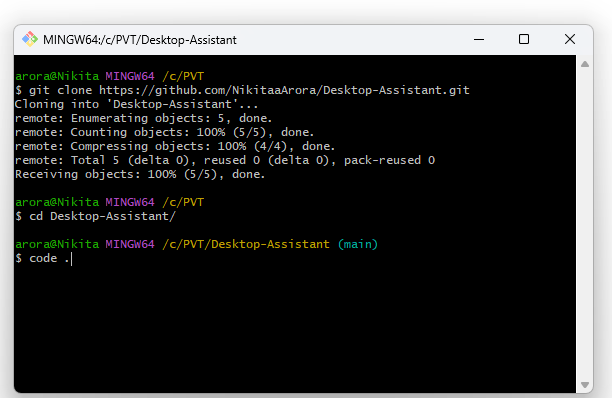 MINGW64:/c/PVT/Desktop-Assistant
arora@Nikita MINGW64 /c/PVT
$ git clone https://github.com/NikitaaArora/Desktop-Assistant.git
Cloning into 'Desktop-Assistant'...
remote: Enumerating objects: 5, done.
remote: Counting objects: 100% (5/5), done.
remote: Compressing objects: 100% (4/4), done.
remote: Total 5 (delta 0), reused 0 (delta 0), pack-reused 0
Receiving objects: 100% (5/5), done.
arora@Nikita MINGW64 /c/PVT
$ cd Desktop-Assistant/
arora@Nikita MINGW64 /c/PVT/Desktop-Assistant (main)
$ code .